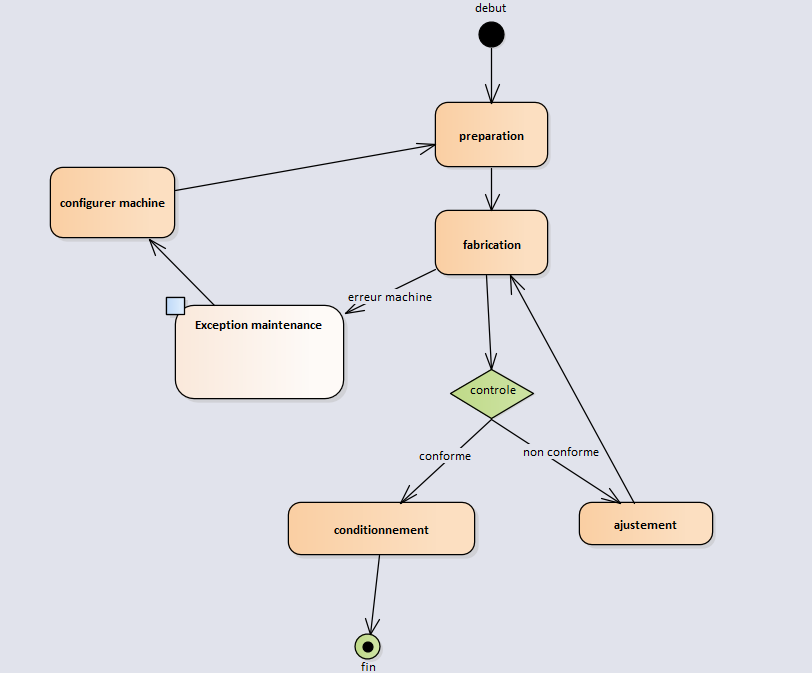 debut
preparation
configurer machine
fabrication
erreur machine
Exception maintenance
controle
conforme
non conforme
conditionnement
ajustement
fin